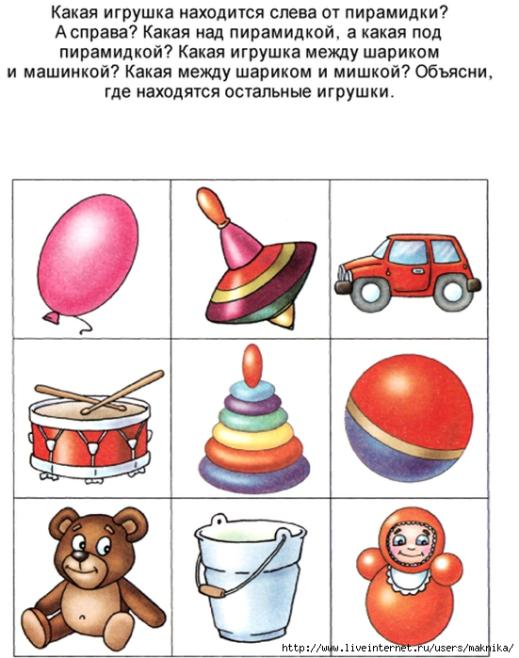 Какая игрушка находится слева от пирамидки?
А справа? Какая над пирамидкой, а какая под
пирамидкой? Какая игрушка между шариком
и машинкой? Какая между шариком и мишкой? Объясни,
где находятся остальные игрушки.
http://www.liveinternet.ru/users/maknika/